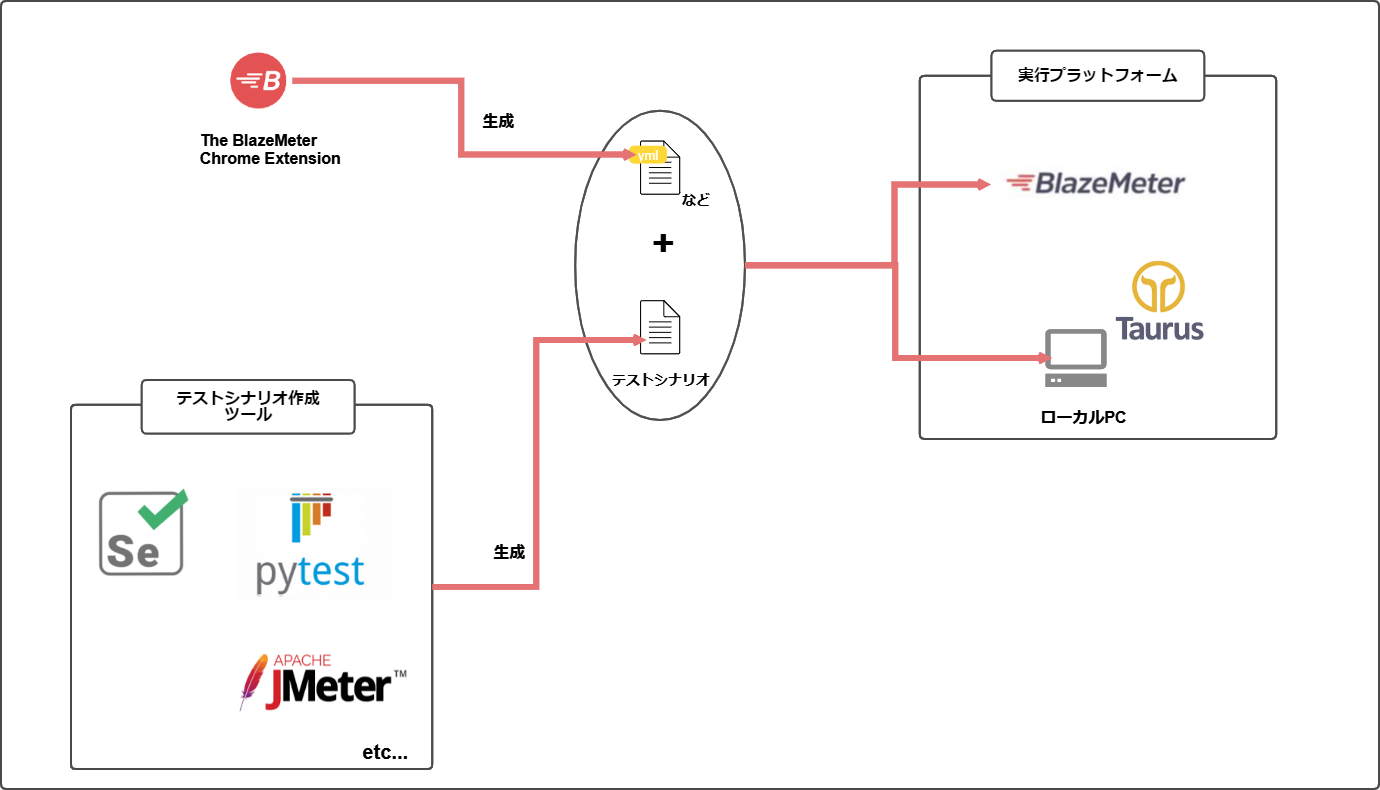 B
The BlazeMeter
Chrome Extension
生成
yml
など
+
テストシナリオ
実行プラットフォーム
BlazeMeter
Taurus
ローカルPC
テストシナリオ作成
ツール
Se
pytest
生成
APACHE
JMeter™
etc...